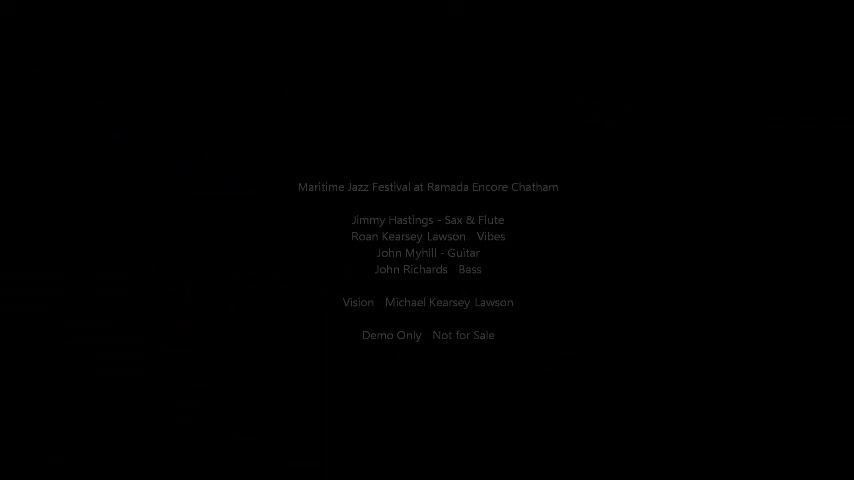 Maritime Jazz Festival at Ramada Encore Chatham
Jimmy Hastings - Sax & Flute
Roan Kearsey Lawson Vibes
John Myhill - Guitar
John Richards Bass
Vision Michael Kearsey Lawson
Demo Only Not for Sale